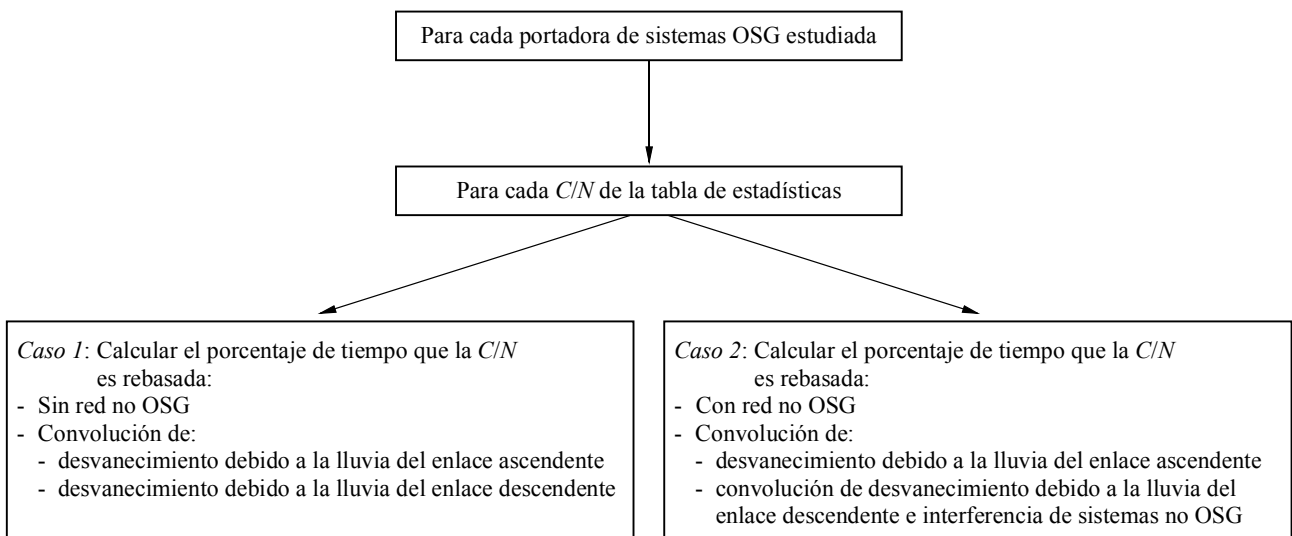 Para cada portadora de sistemas OSG estudiada
Para cada C/N de la tabla de estadísticas
Caso 1: Calcular el porcentaje de tiempo que la C/N
es rebasada:
- Sin red no OSG
- Convolución de:
- desvanecimiento debido a la lluvia del enlace ascendente
- desvanecimiento debido a la lluvia del enlace descendente
Caso 2: Calcular el porcentaje de tiempo que la C/N
es rebasada:
- Con red no OSG
- Convolución de:
- desvanecimiento debido a la lluvia del enlace ascendente
- convolución de desvanecimiento debido a la lluvia del
enlace descendente e interferencia de sistemas no OSG